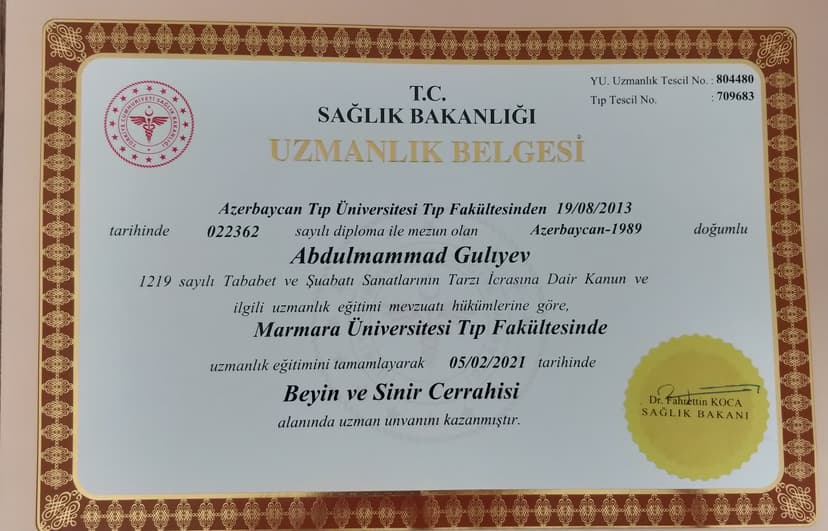 YU. Uzmanlık Tescil No. : 804480
Tıp Tescil No. : 709683
T.C.
SAĞLIK BAKANLIĞI
UZMANLIK BELGESİ
Azerbaycan Tıp Üniversitesi Tıp Fakültesinden 19/08/2013
tarihinde 022362 sayılı diploma ile mezun olan Azerbaycan-1989 doğumlu
Abdulmammad Gulıyev
1219 sayılı Tababet ve Şuabatı Sanatlarının Tarzı İcrasına Dair Kanun ve
ilgili uzmanlık eğitimi mevzuatı hükümlerine göre,
Marmara Üniversitesi Tıp Fakültesinde
uzmanlık eğitimini tamamlayarak 05/02/2021 tarihinde
Beyin ve Sinir Cerrahisi
alanında uzman unvanını kazanmıştır.
Dr. Fahrettin KOCA
SAĞLIK BAKANI